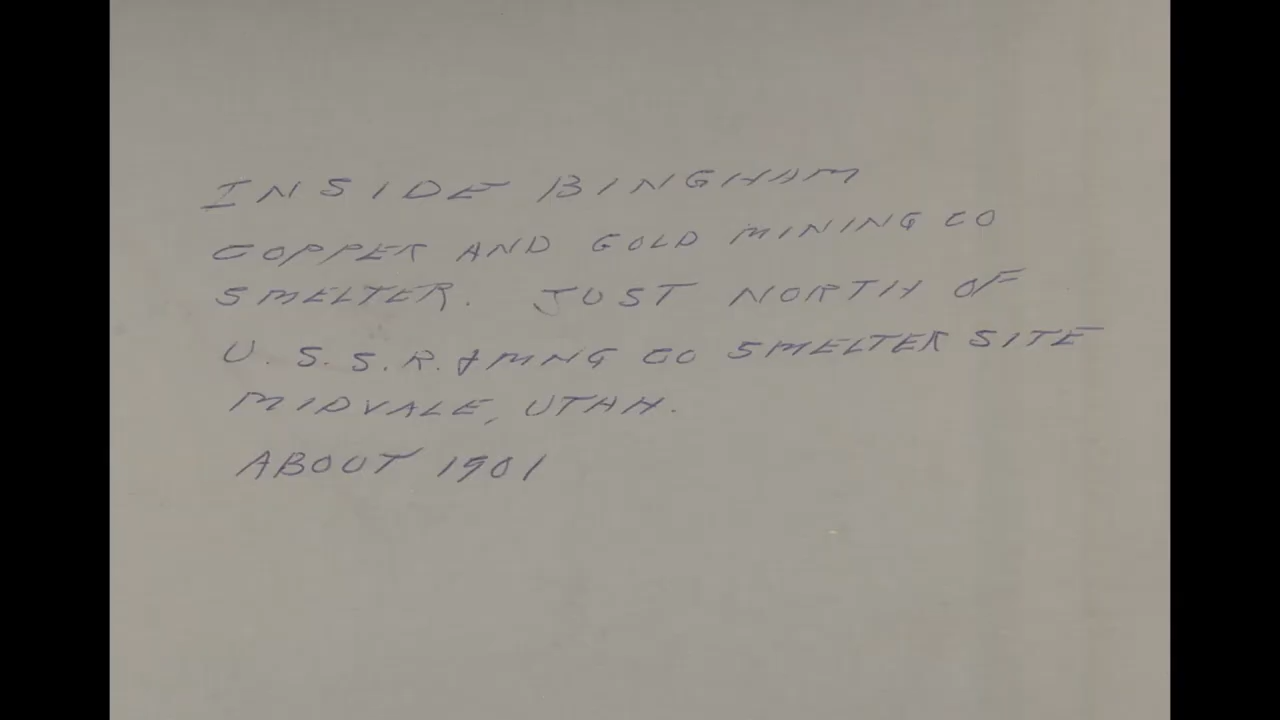 INSIDE BINGHAM
COPPER AND GOLD MINING CO
SMELTER. JUST NORTH OF
U.S.S.R. & MNG CO SMELTER SITE
MIDVALE, UTAH.
ABOUT 1901